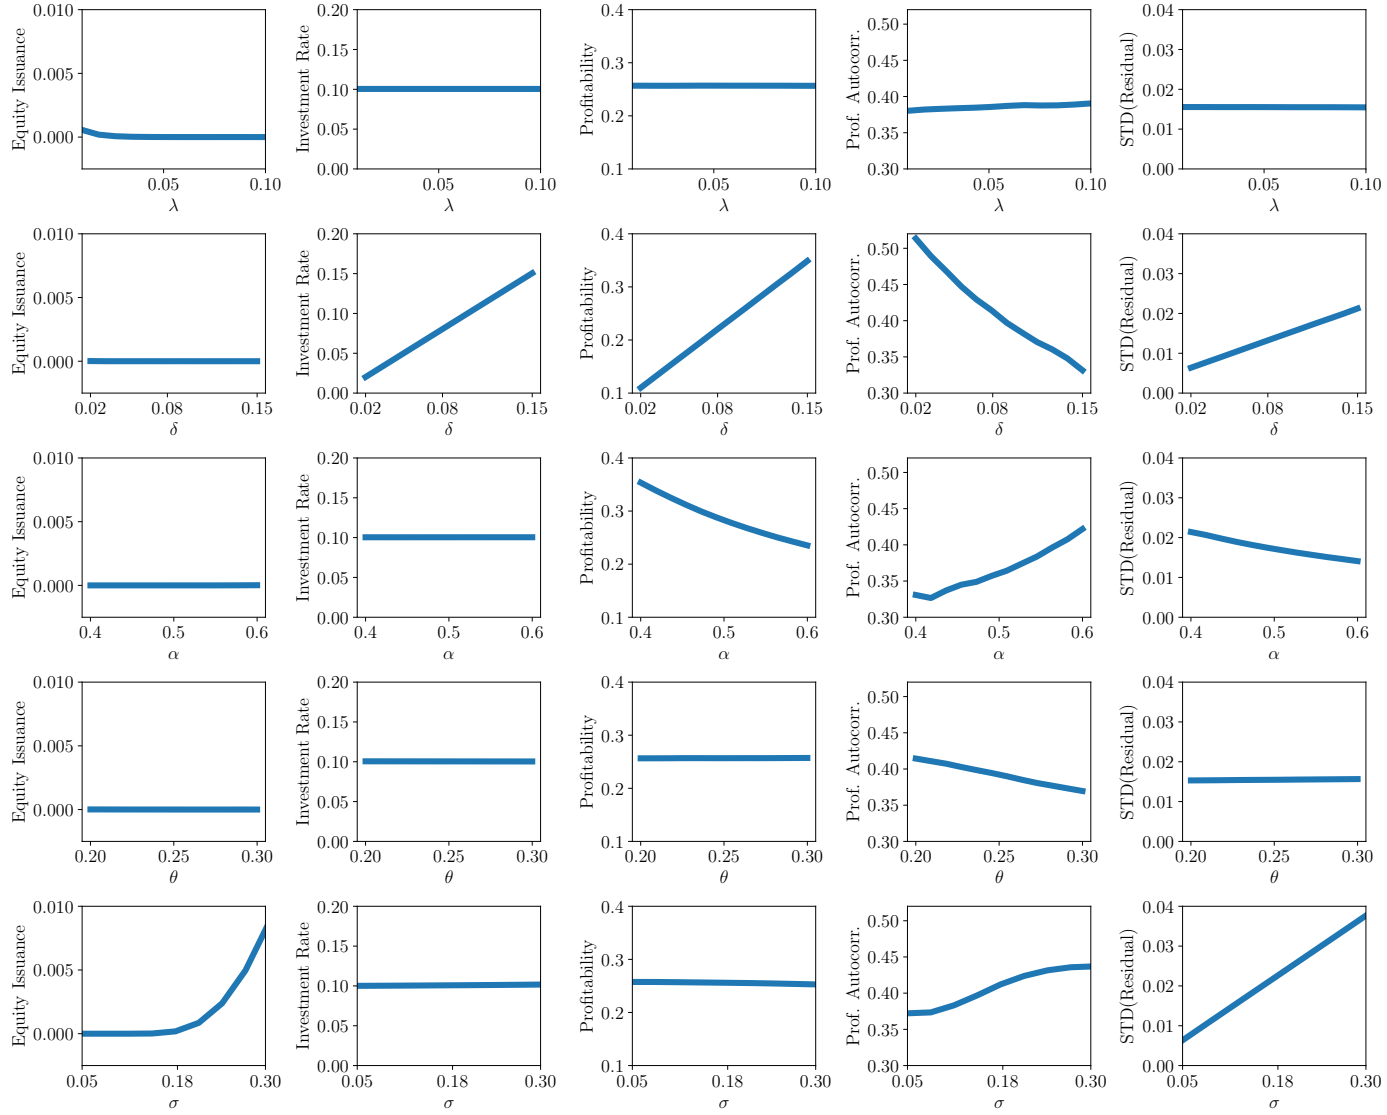 Equity Issuance
0.010
0.005
0.000
0.05 0.10
λ
Investment Rate
0.20
0.15
0.10
0.05
0.00
0.05 0.10
λ
Profitability
0.4
0.3
0.2
0.1
0.05 0.10
λ
Prof. Autocorr.
0.50
0.45
0.40
0.35
0.30
0.05 0.10
λ
STD(Residual)
0.04
0.03
0.02
0.01
0.00
0.05 0.10
λ
Equity Issuance
0.010
0.005
0.000
0.02 0.08 0.15
δ
Investment Rate
0.20
0.15
0.10
0.05
0.00
0.02 0.08 0.15
δ
Profitability
0.4
0.3
0.2
0.1
0.02 0.08 0.15
δ
Prof. Autocorr.
0.50
0.45
0.40
0.35
0.30
0.02 0.08 0.15
δ
STD(Residual)
0.04
0.03
0.02
0.01
0.00
0.02 0.08 0.15
δ
Equity Issuance
0.010
0.005
0.000
0.4 0.5 0.6
α
Investment Rate
0.20
0.15
0.10
0.05
0.00
0.4 0.5 0.6
α
Profitability
0.4
0.3
0.2
0.1
0.4 0.5 0.6
α
Prof. Autocorr.
0.50
0.45
0.40
0.35
0.30
0.4 0.5 0.6
α
STD(Residual)
0.04
0.03
0.02
0.01
0.00
0.4 0.5 0.6
α
Equity Issuance
0.010
0.005
0.000
0.20 0.25 0.30
θ
Investment Rate
0.20
0.15
0.10
0.05
0.00
0.20 0.25 0.30
θ
Profitability
0.4
0.3
0.2
0.1
0.20 0.25 0.30
θ
Prof. Autocorr.
0.50
0.45
0.40
0.35
0.30
0.20 0.25 0.30
θ
STD(Residual)
0.04
0.03
0.02
0.01
0.00
0.20 0.25 0.30
θ
Equity Issuance
0.010
0.005
0.000
0.05 0.18 0.30
σ
Investment Rate
0.20
0.15
0.10
0.05
0.00
0.05 0.18 0.30
σ
Profitability
0.4
0.3
0.2
0.1
0.05 0.18 0.30
σ
Prof. Autocorr.
0.50
0.45
0.40
0.35
0.30
0.05 0.18 0.30
σ
STD(Residual)
0.04
0.03
0.02
0.01
0.00
0.05 0.18 0.30
σ